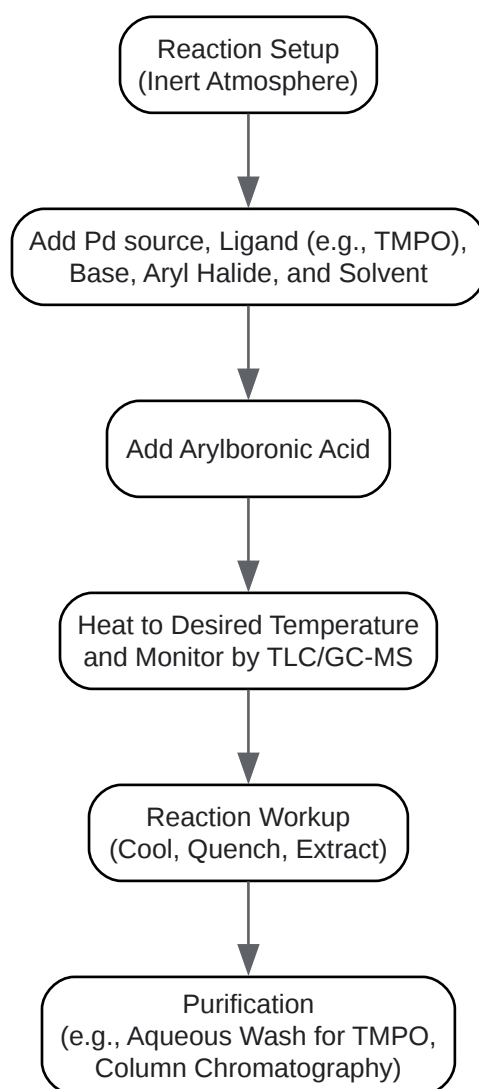 Reaction Setup
(Inert Atmosphere)
Add Pd source, Ligand (e.g., TMPO),
Base, Aryl Halide, and Solvent
Add Arylboronic Acid
Heat to Desired Temperature
and Monitor by TLC/GC-MS
Reaction Workup
(Cool, Quench, Extract)
Purification
(e.g., Aqueous Wash for TMPO,
Column Chromatography)